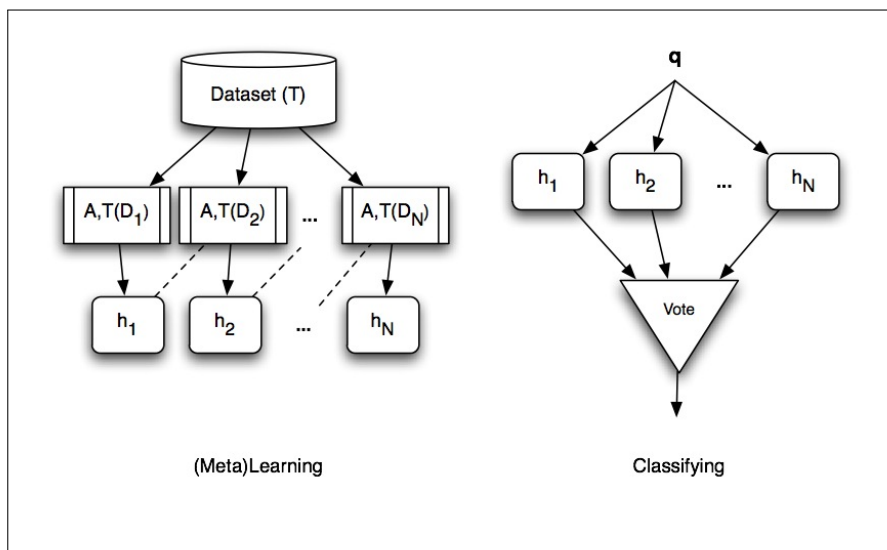 Dataset (T)
A,T(D1) A,T(D2) ... A,T(DN)
h1 h2 ... hN
(Meta)Learning
q
h1 h2 ... hN
Vote
Classifying